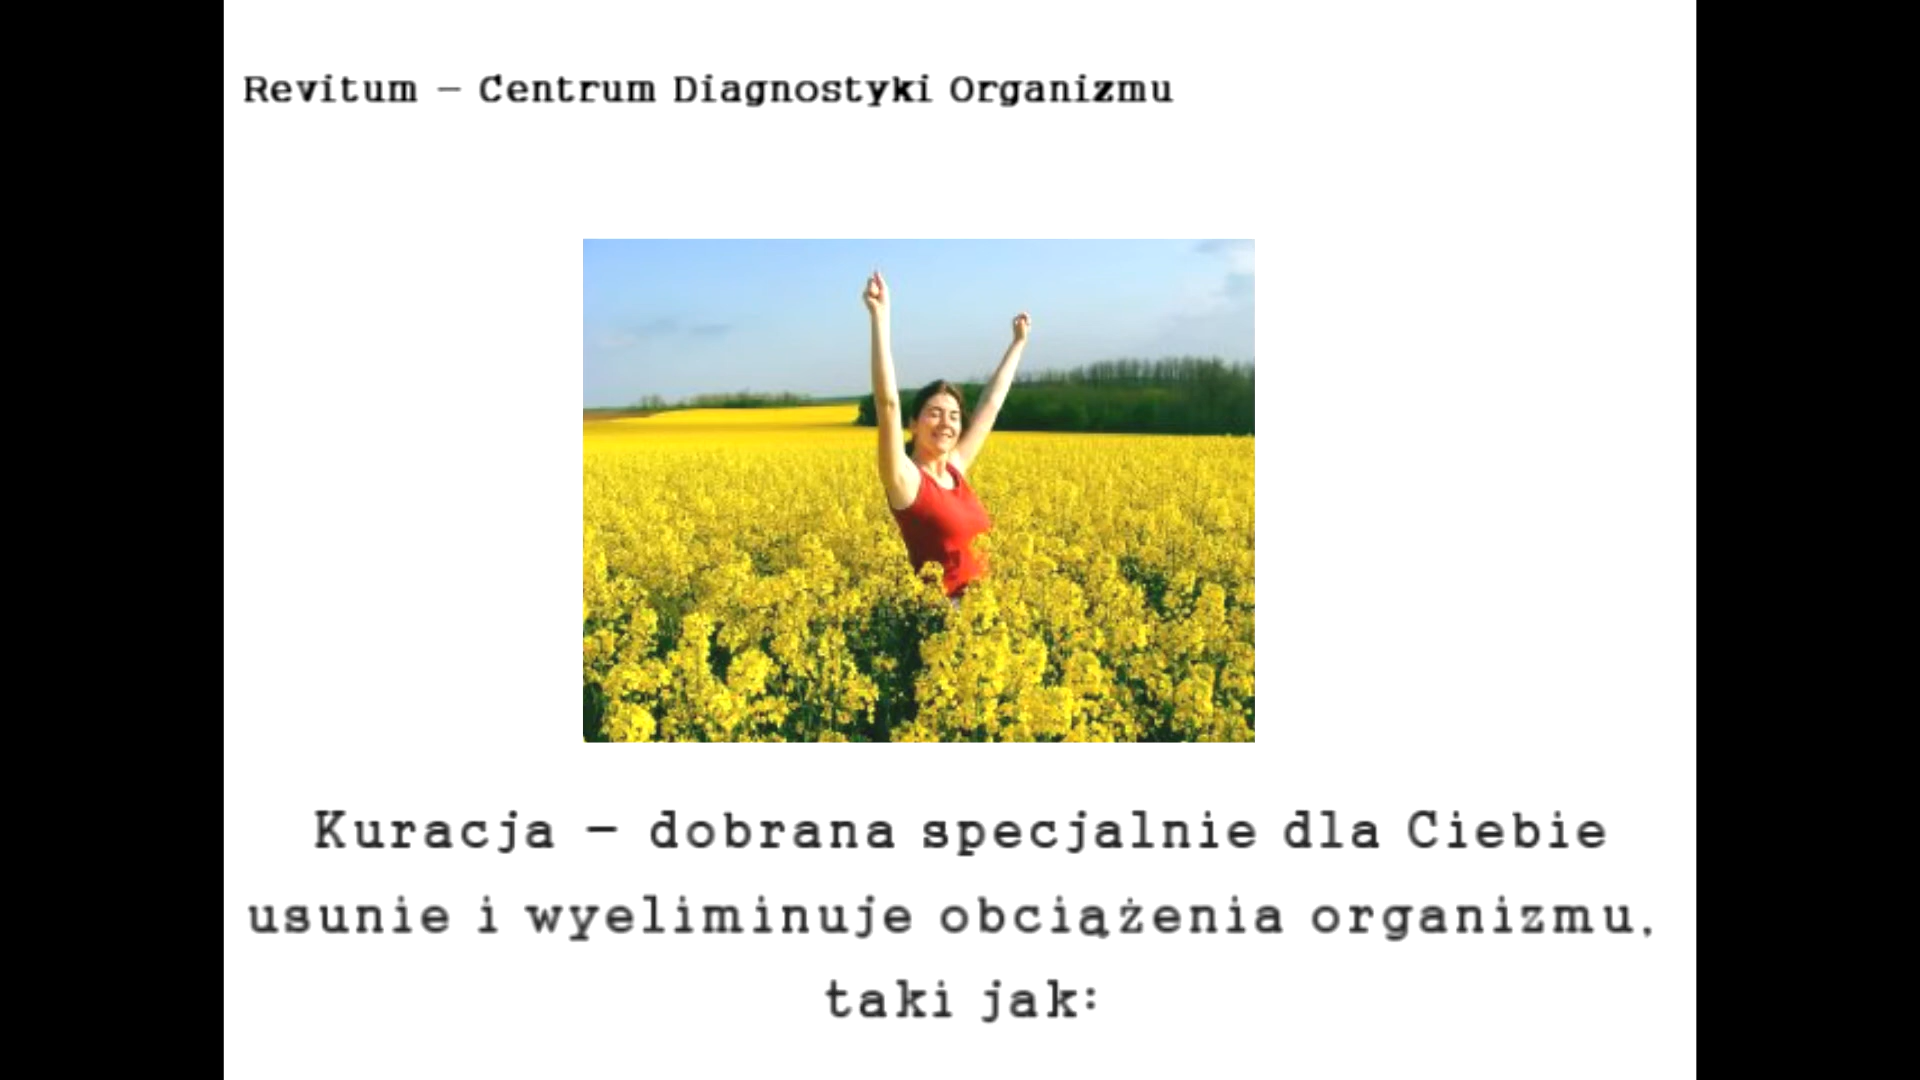 Revitum – Centrum Diagnostyki Organizmu
Kuracja – dobrana specjalnie dla Ciebie
usunie i wyeliminuje obciążenia organizmu,
taki jak: